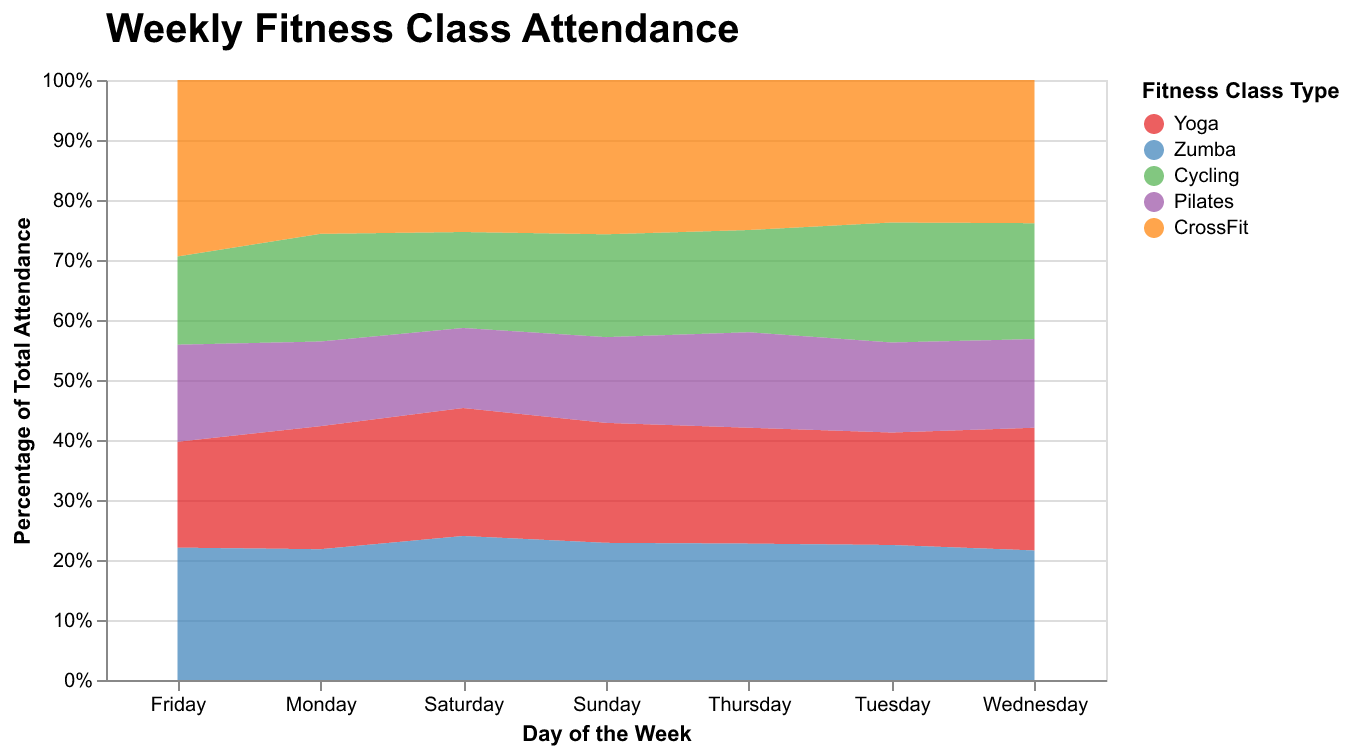 Weekly Fitness Class Attendance
Percentage of Total Attendance
100%
90%
80%
70%
60%
50%
40%
30%
20%
10%
0%
Friday Monday Saturday Sunday Thursday Tuesday Wednesday
Day of the Week
Fitness Class Type
Yoga
Zumba
Cycling
Pilates
CrossFit